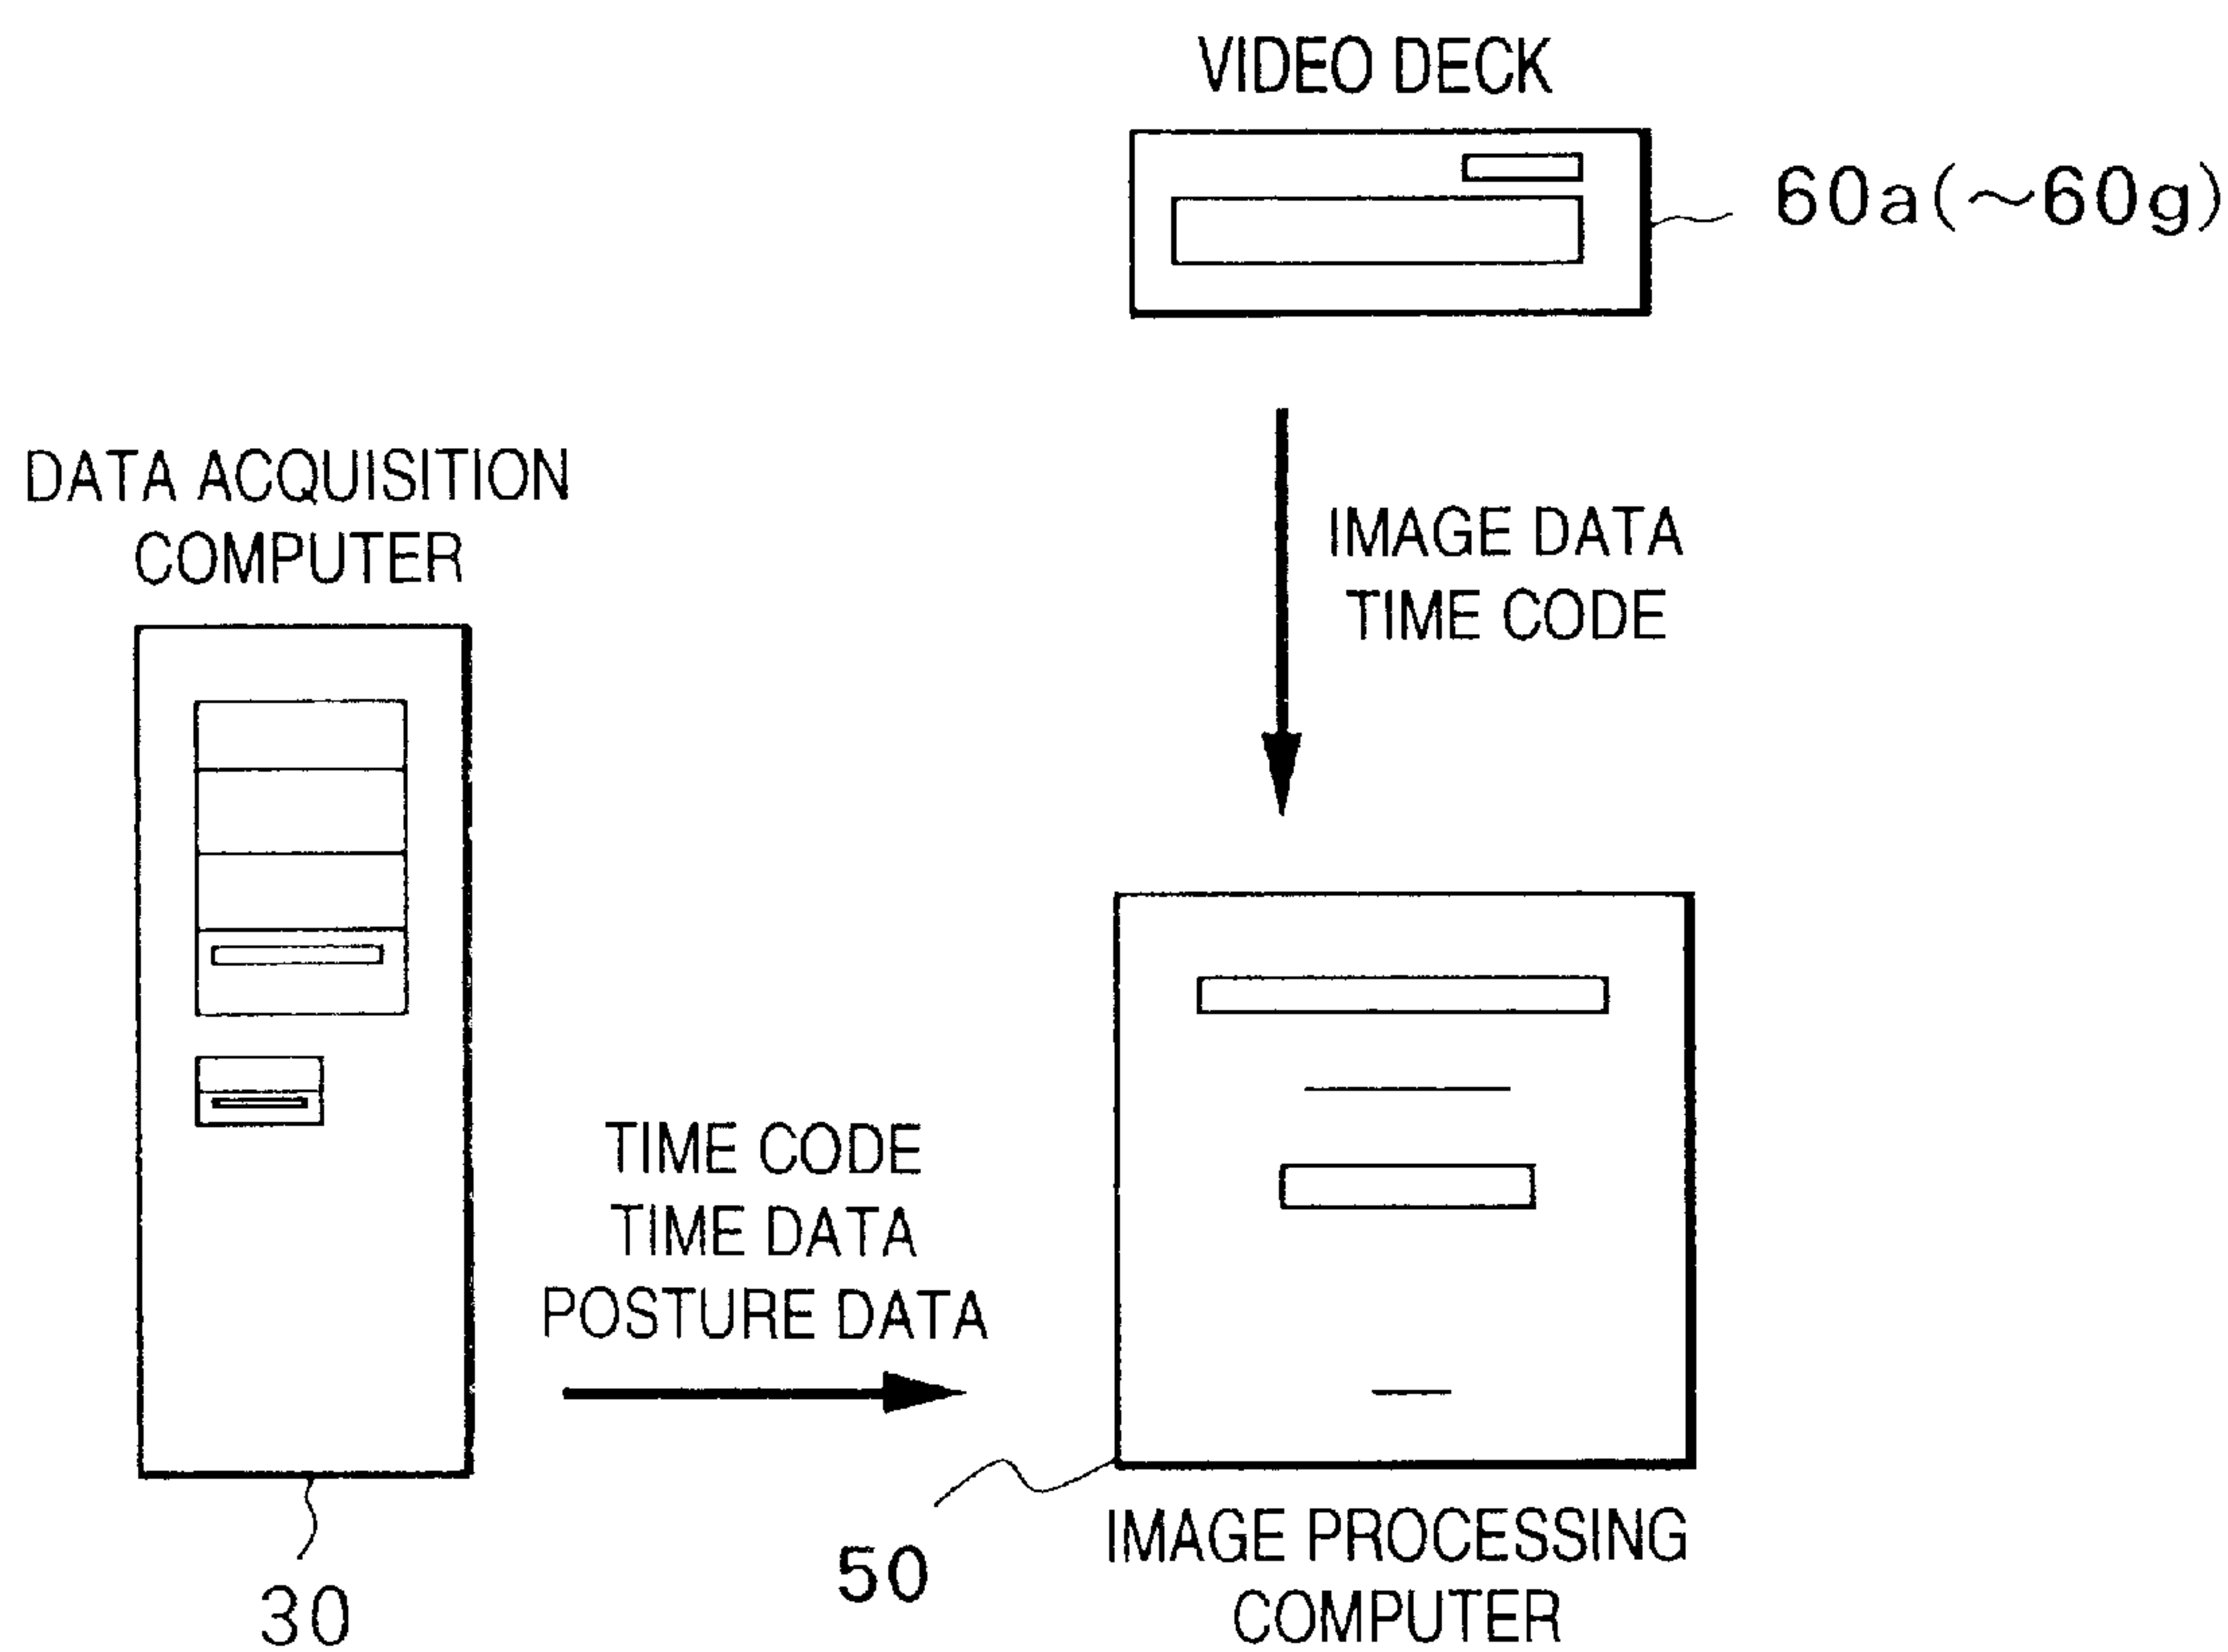 VIDEO DECK
60a(~60g)
DATA ACQUISITION
COMPUTER
IMAGE DATA
TIME CODE
TIME CODE
TIME DATA
POSTURE DATA
30
50
IMAGE PROCESSING
COMPUTER